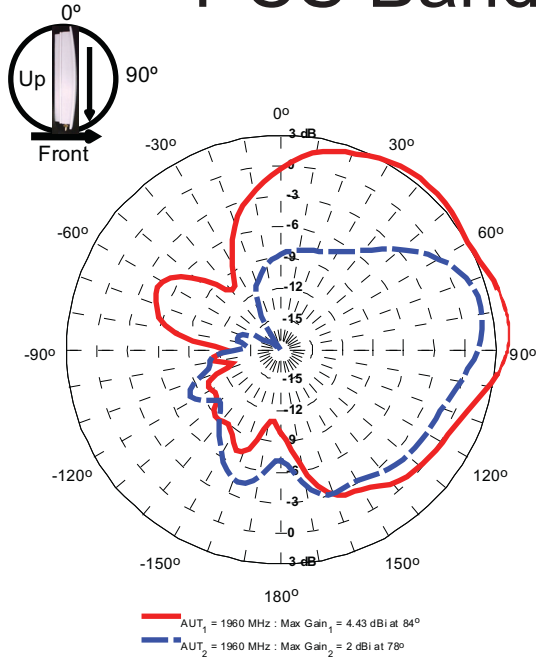 PCS Band
0º
Up
90º
Front
0º
3 dB
-30º
30º
0
-3
-60º
-6
60º
-9
-12
-15
-90º
90º
-15
-12
9
-120º
-6
120º
-3
0
-150º
3 dB
150º
180º
AUT1 = 1960 MHz : Max Gain1 = 4.43 dBi at 84º
AUT2 = 1960 MHz : Max Gain2 = 2 dBi at 78º